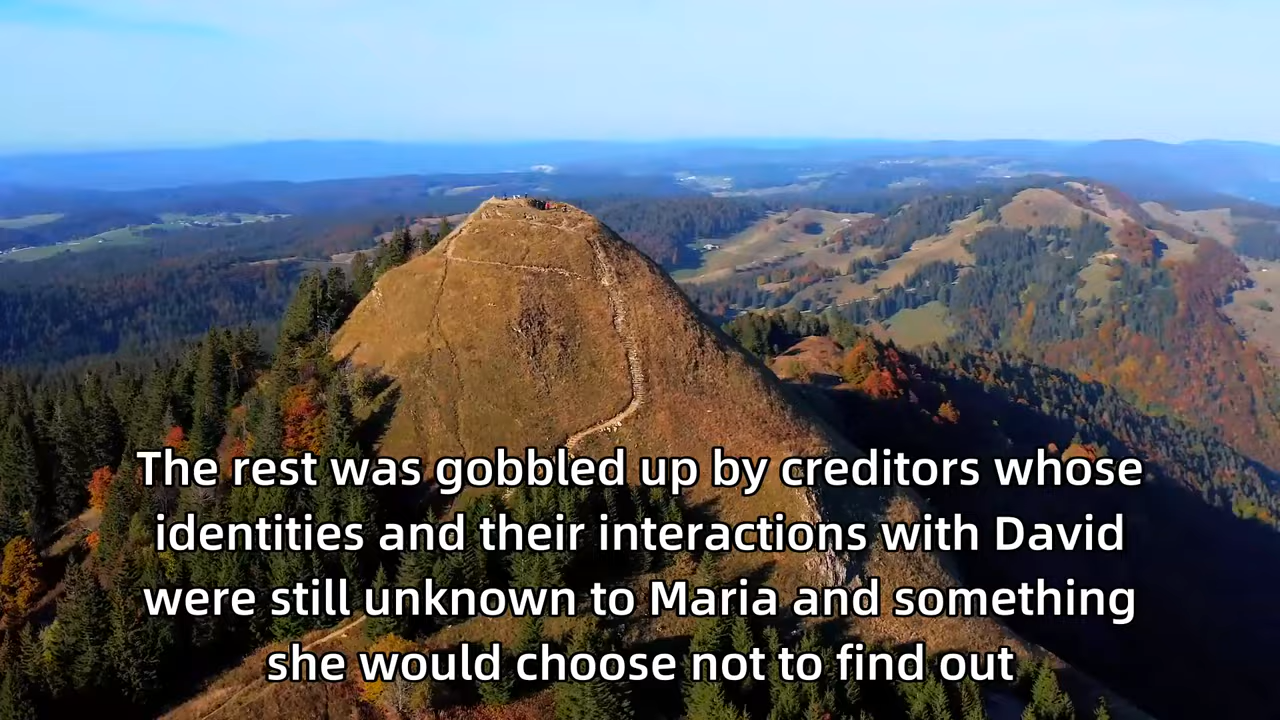 The rest was gobbled up by creditors whose
identities and their interactions with David
were still unknown to Maria and something
she would choose not to find out